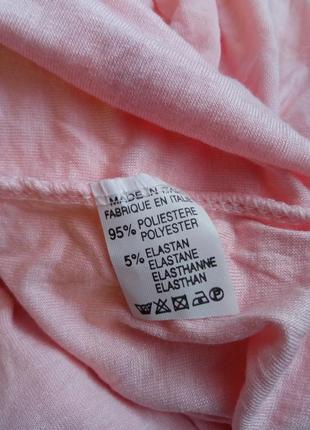 MADE IN ITALY
FABRIQUE EN ITALIE
95% POLIESTERE
POLYESTER
5% ELASTAN
ELASTANE
ELASTHANNE
ELASTHAN